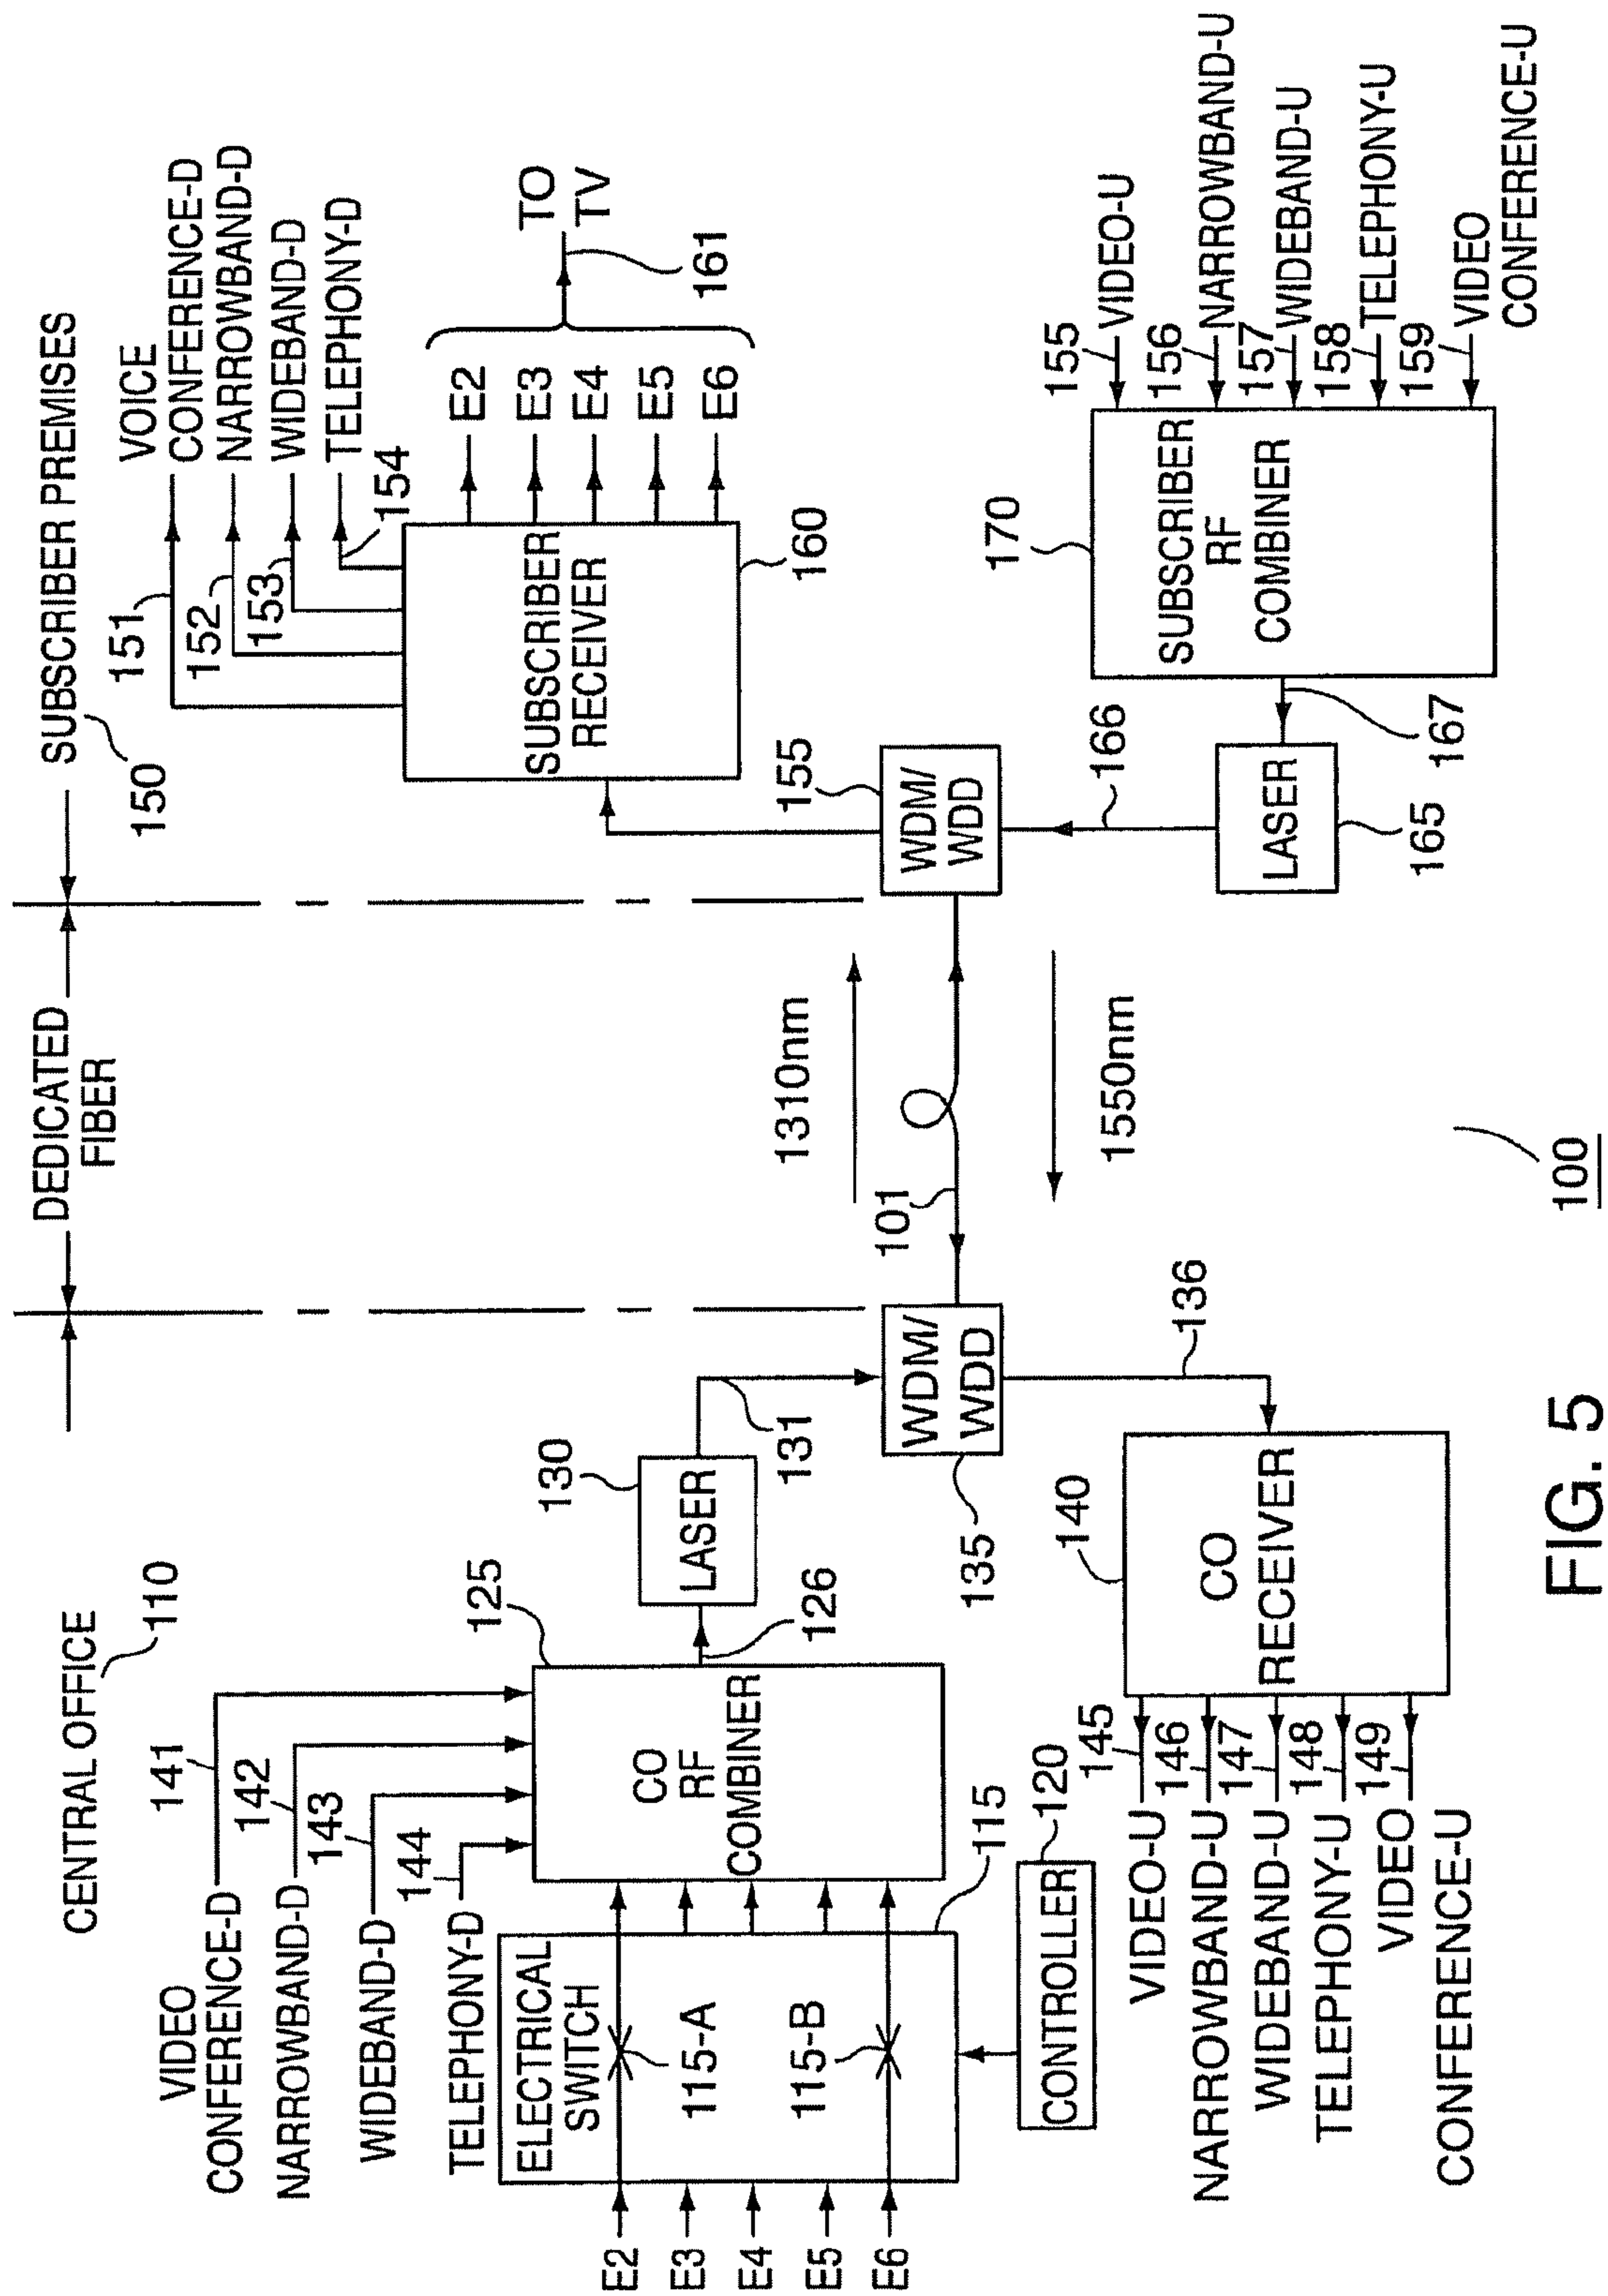 CENTRAL OFFICE
110
DEDICATED
FIBER
SUBSCRIBER PREMISES
150
VIDEO
CONFERENCE-D
141
NARROWBAND-D
142
WIDEBAND-D
143
TELEPHONY-D
144
ELECTRICAL
SWITCH
115-A
115-B
115
E2
E3
E4
E5
E6
CONTROLLER
120
CO
RF
COMBINER
125
126
LASER
130
131
WDM/
WDD
135
136
CO
RECEIVER
140
145
146
147
148
149
VIDEO-U
NARROWBAND-U
WIDEBAND-U
TELEPHONY-U
VIDEO
CONFERENCE-U
101
1310nm
1550nm
WDM/
WDD
155
SUBSCRIBER
RECEIVER
160
151
152
153
154
VOICE
CONFERENCE-D
NARROWBAND-D
WIDEBAND-D
TELEPHONY-D
E2
E3
E4
E5
E6
TO
TV
161
LASER
165
166
167
SUBSCRIBER
RF
COMBINER
170
155
VIDEO-U
156
NARROWBAND-U
157
WIDEBAND-U
158
TELEPHONY-U
159
VIDEO
CONFERENCE-U
100
FIG. 5